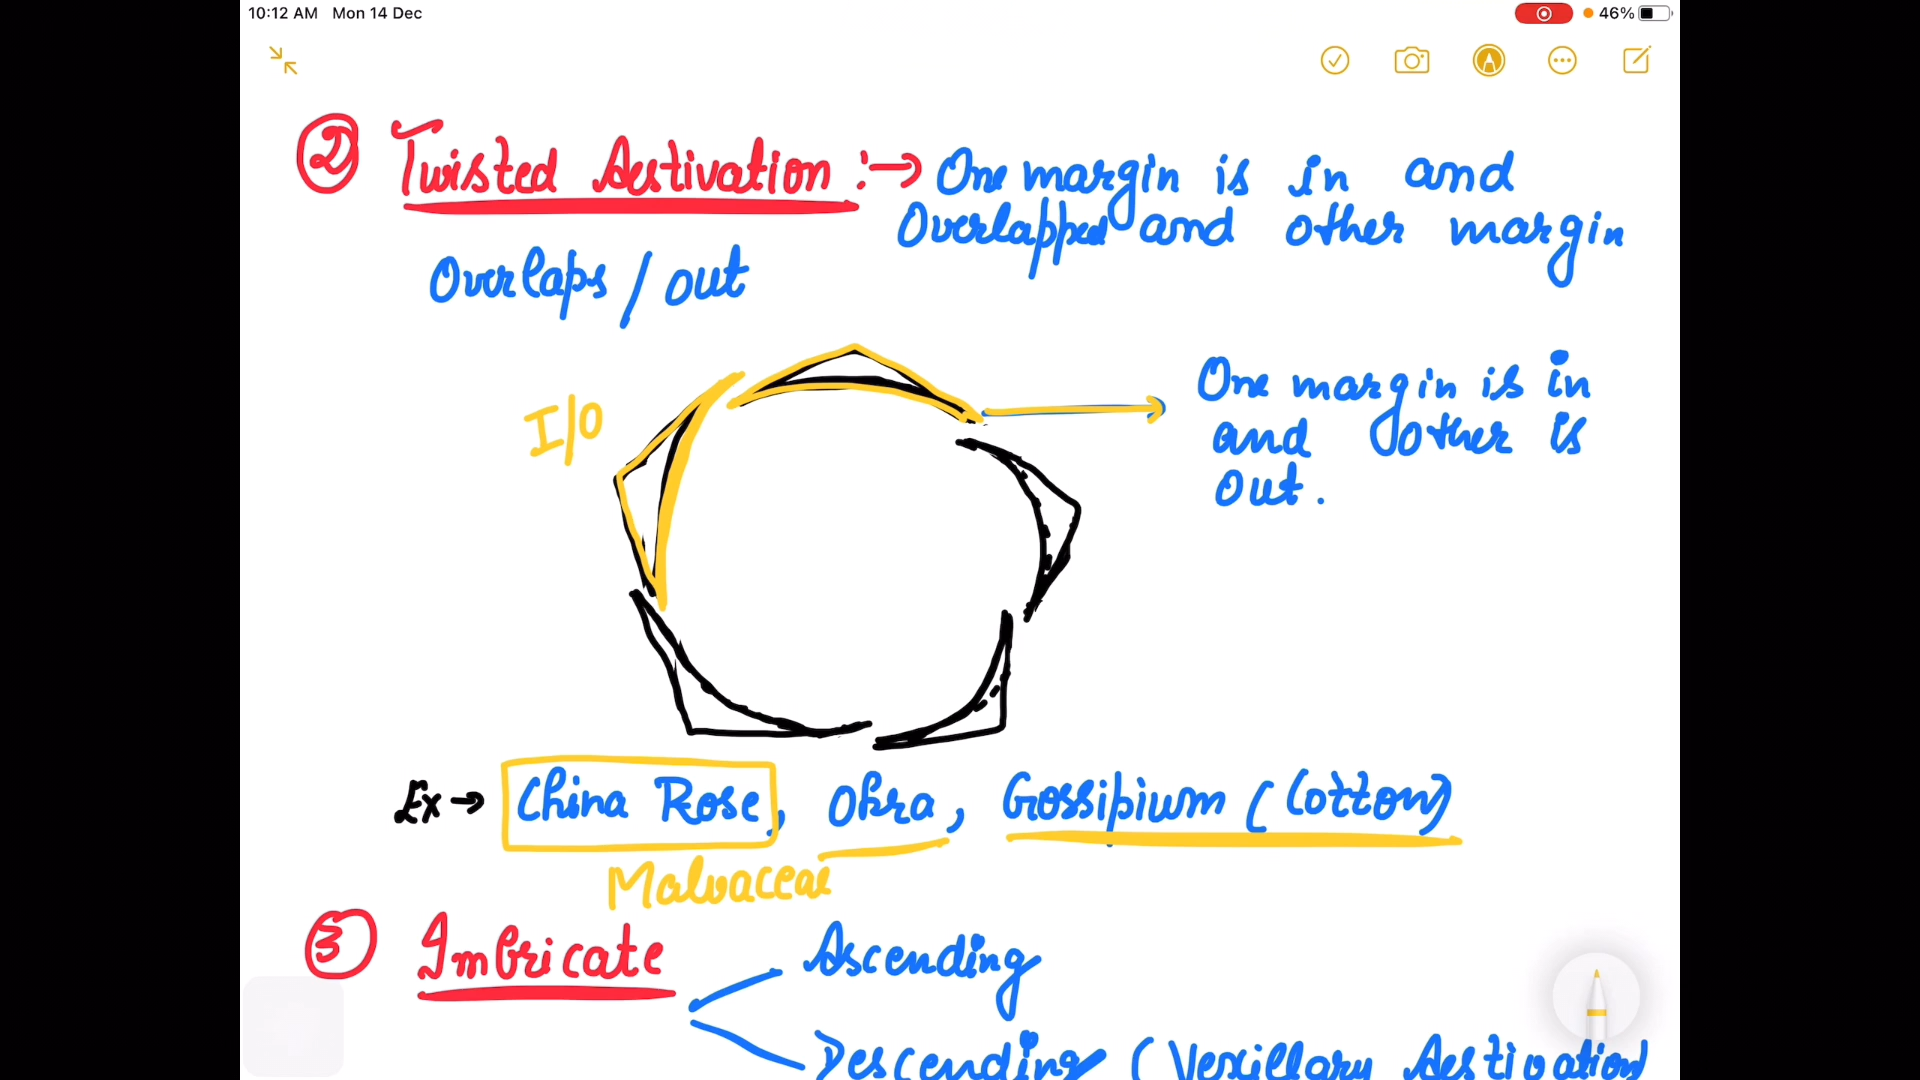 10:12 AM Mon 14 Dec
46%
② Twisted Aestivation :→ One margin is in and
Overlapped and other margin
Overlaps / out
I/O
One margin is in
and other is
out.
Ex → China Rose, Okra, Gossipium (Cotton)
Malvaceae
③ Imbricate
Ascending
Descending (Vexillary Aestivation)